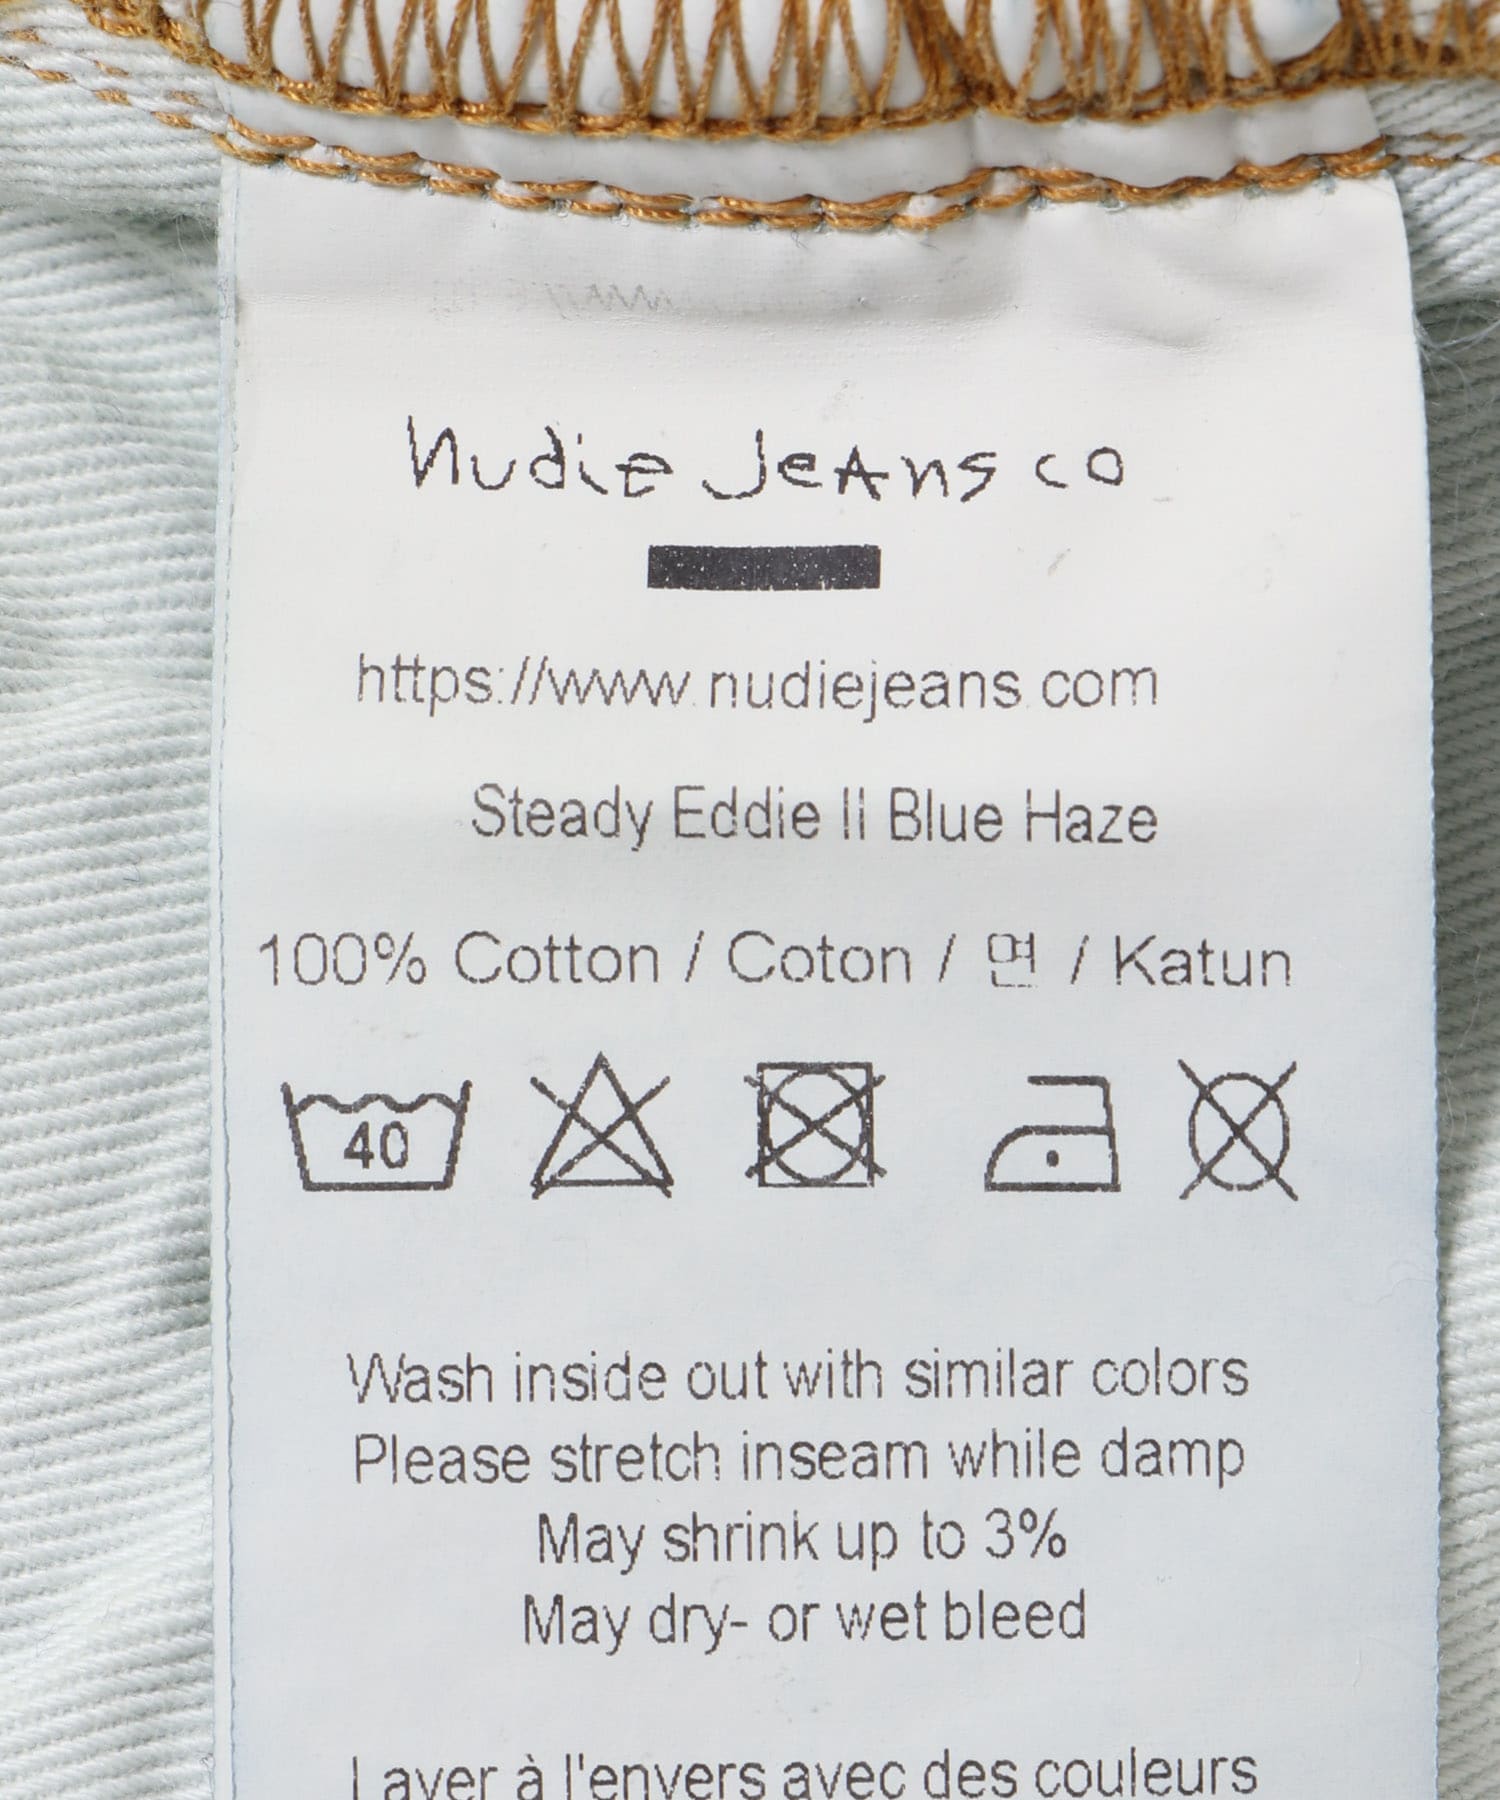 Nudie Jeans co
https://www.nudiejeans.com
Steady Eddie II Blue Haze
100% Cotton / Coton / 면 / Katun
40
Wash inside out with similar colors
Please stretch inseam while damp
May shrink up to 3%
May dry- or wet bleed
Laver à l'envers avec des couleurs